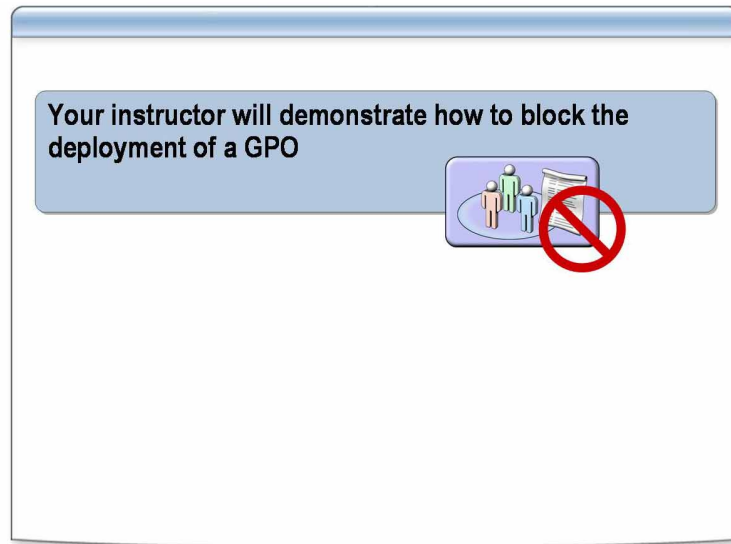 Your instructor will demonstrate how to block the
deployment of a GPO